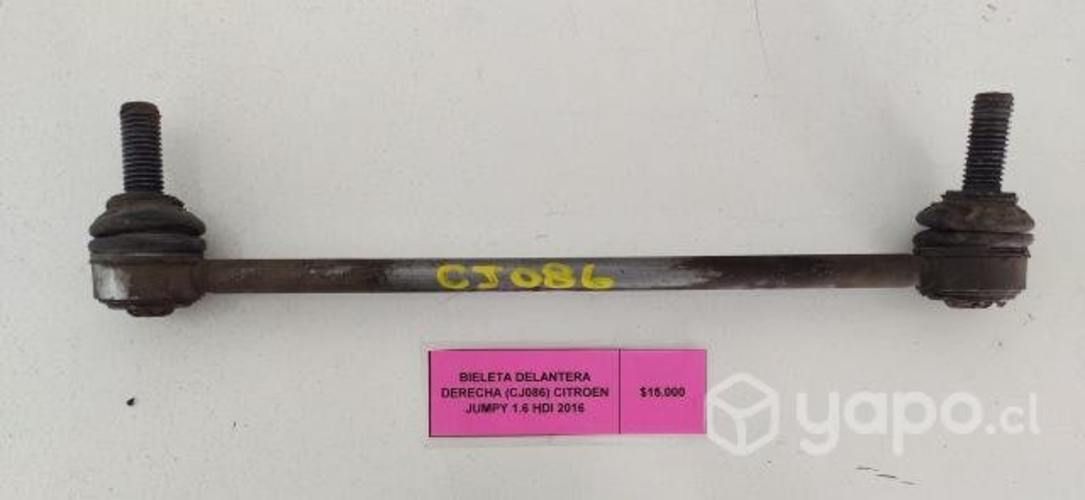 CJ086
BIELETA DELANTERA
DERECHA (CJ086) CITROEN
JUMPY 1.6 HDI 2016
$15.000
yapo.cl